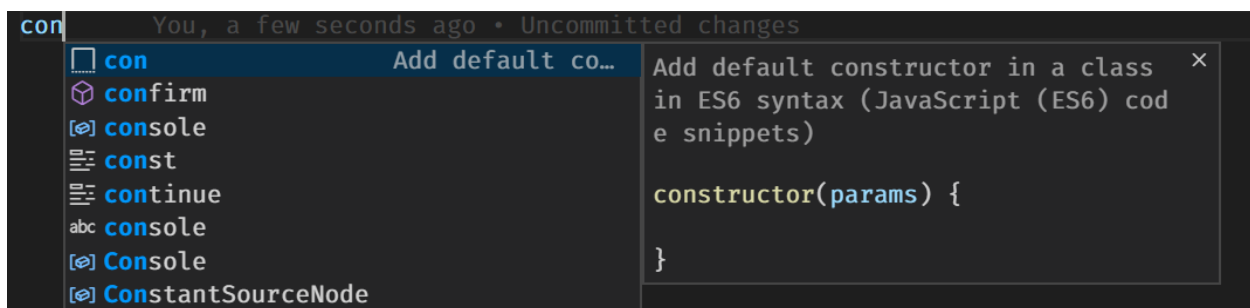 con You, a few seconds ago • Uncommitted changes
con Add default co…
confirm
console
const
continue
abc console
Console
ConstantSourceNode
Add default constructor in a class ×
in ES6 syntax (JavaScript (ES6) cod
e snippets)
constructor(params) {
}